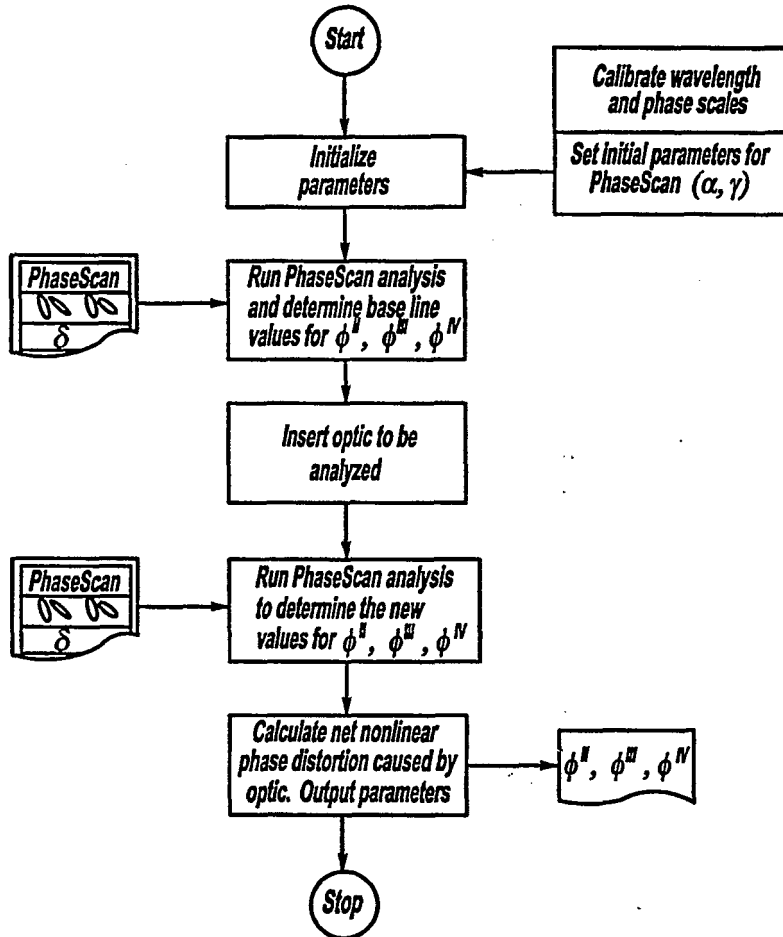 Start
Calibrate wavelength
and phase scales
Set initial parameters for
PhaseScan (α, γ)
Initialize
parameters
PhaseScan
δ
Run PhaseScan analysis
and determine base line
values for ϕ^II, ϕ^III, ϕ^IV
Insert optic to be
analyzed
PhaseScan
δ
Run PhaseScan analysis
to determine the new
values for ϕ^II, ϕ^III, ϕ^IV
Calculate net nonlinear
phase distortion caused by
optic. Output parameters
ϕ^II, ϕ^III, ϕ^IV
Stop